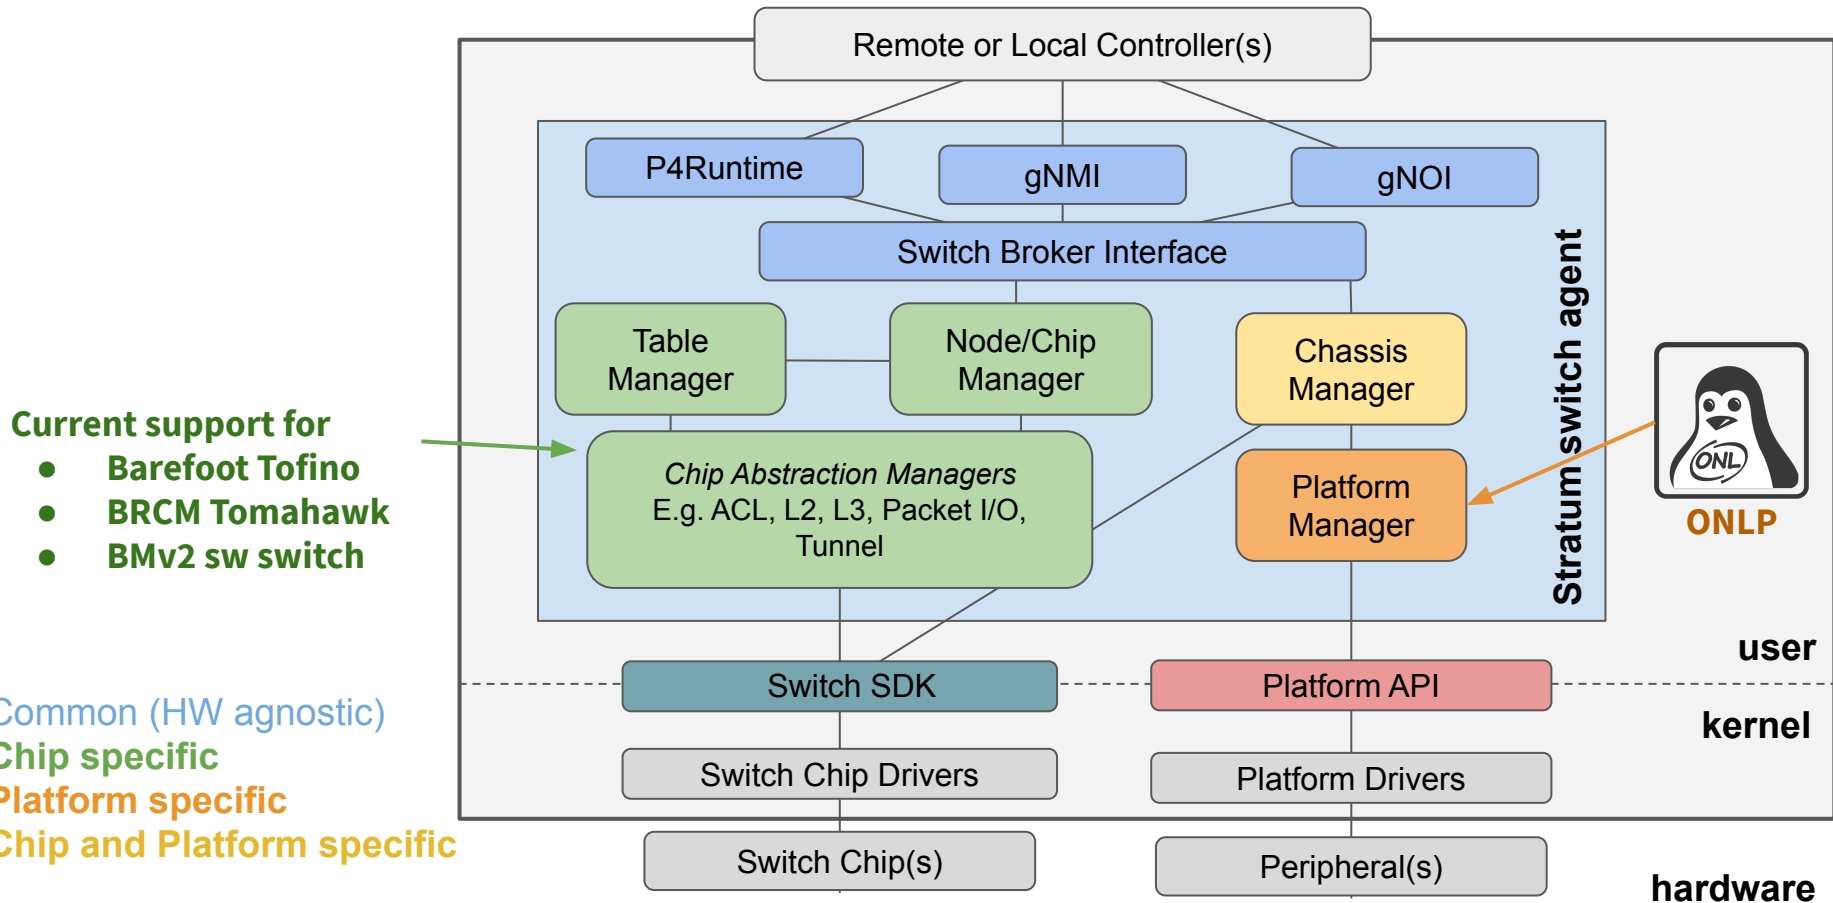 Remote or Local Controller(s)
P4Runtime
gNMI
gNOI
Switch Broker Interface
Table
Manager
Node/Chip
Manager
Chassis
Manager
Stratum switch agent
Current support for
● Barefoot Tofino
● BRCM Tomahawk
● BMv2 sw switch
Chip Abstraction Managers
E.g. ACL, L2, L3, Packet I/O,
Tunnel
Platform
Manager
ONL
ONLP
user
Switch SDK
Platform API
kernel
Common (HW agnostic)
Chip specific
Platform specific
Chip and Platform specific
Switch Chip Drivers
Platform Drivers
Switch Chip(s)
Peripheral(s)
hardware